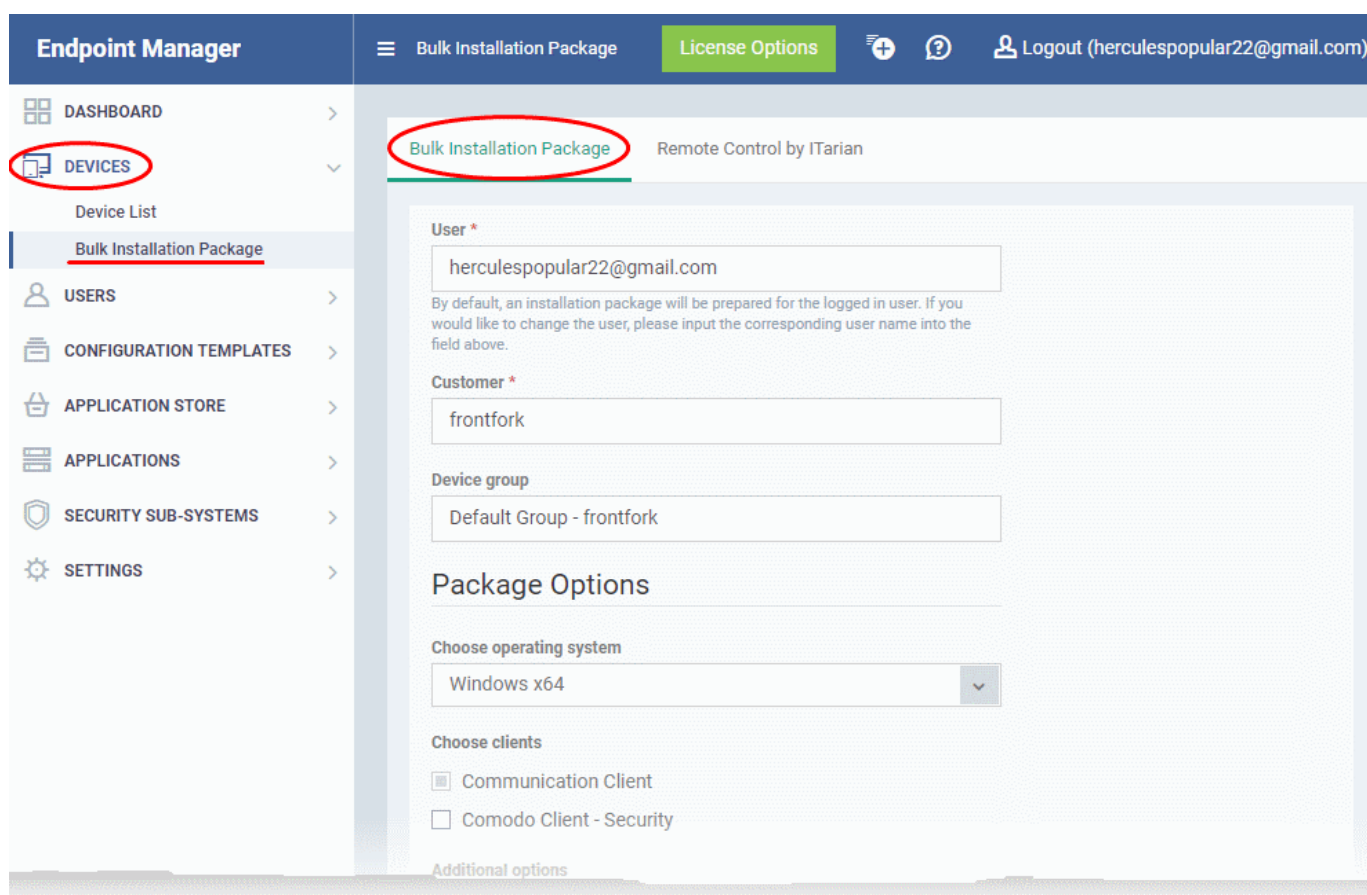 Endpoint Manager
Bulk Installation Package
License Options
Logout (herculespopular22@gmail.com)
DASHBOARD
DEVICES
Device List
Bulk Installation Package
USERS
CONFIGURATION TEMPLATES
APPLICATION STORE
APPLICATIONS
SECURITY SUB-SYSTEMS
SETTINGS
Bulk Installation Package
Remote Control by ITarian
User *
herculespopular22@gmail.com
By default, an installation package will be prepared for the logged in user. If you
would like to change the user, please input the corresponding user name into the
field above.
Customer *
frontfork
Device group
Default Group - frontfork
Package Options
Choose operating system
Windows x64
Choose clients
Communication Client
Comodo Client - Security
Additional options